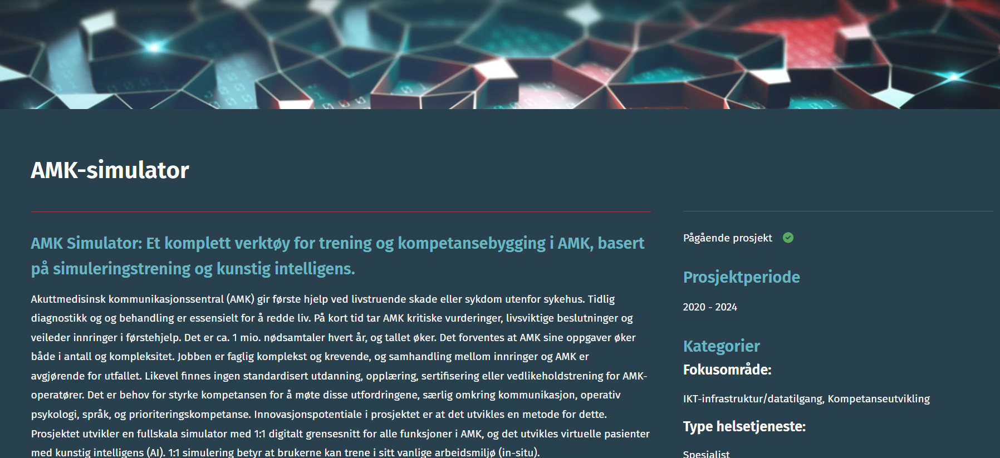 AMK-simulator
AMK Simulator: Et komplett verktøy for trening og kompetansebygging i AMK, basert
på simuleringstrening og kunstig intelligens.
Akuttmedisinsk kommunikasjonssentral (AMK) gir første hjelp ved livstruende skade eller sykdom utenfor sykehus. Tidlig
diagnostikk og og behandling er essensielt for å redde liv. På kort tid tar AMK kritiske vurderinger, livsviktige beslutninger og
veileder innringer i førstehjelp. Det er ca. 1 mio. nødsamtaler hvert år, og tallet øker. Det forventes at AMK sine oppgaver øker
både i antall og kompleksitet. Jobben er faglig komplekst og krevende, og samhandling mellom innringer og AMK er
avgjørende for utfallet. Likevel finnes ingen standardisert utdanning, opplæring, sertifisering eller vedlikeholdstrening for AMK-
operatører. Det er behov for styrke kompetansen for å møte disse utfordringene, særlig omkring kommunikasjon, operativ
psykologi, språk, og prioriteringskompetanse. Innovasjonspotentiale i prosjektet er at det utvikles en metode for dette.
Prosjektet utvikler en fullskala simulator med 1:1 digitalt grensesnitt for alle funksjoner i AMK, og det utvikles virtuelle pasienter
med kunstig intelligens (AI). 1:1 simulering betyr at brukerne kan trene i sitt vanlige arbeidsmiljø (in-situ).
Pågående prosjekt
Prosjektperiode
2020 - 2024
Kategorier
Fokusområde:
IKT-infrastruktur/datatilgang, Kompetanseutvikling
Type helsetjeneste:
Spesialist